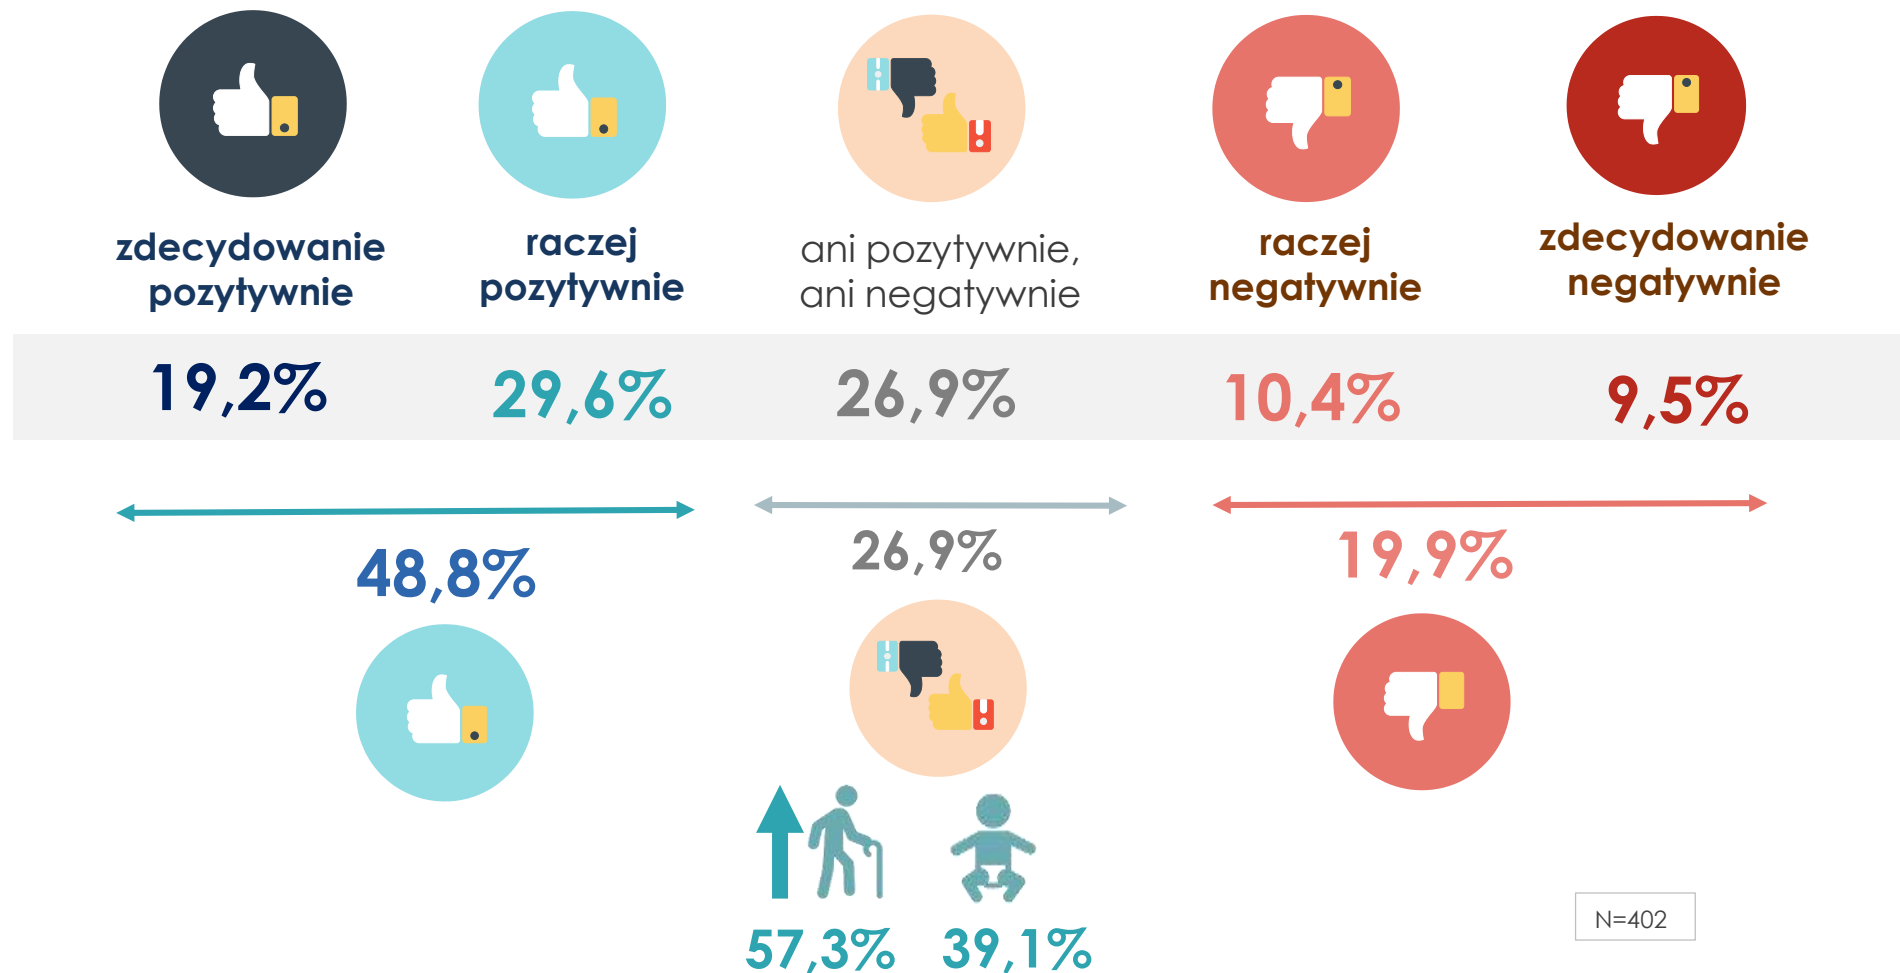 zdecydowanie
pozytywnie
raczej
pozytywnie
ani pozytywnie,
ani negatywnie
raczej
negatywnie
zdecydowanie
negatywnie
19,2%
29,6%
26,9%
10,4%
9,5%
48,8%
26,9%
19,9%
57,3%
39,1%
N=402